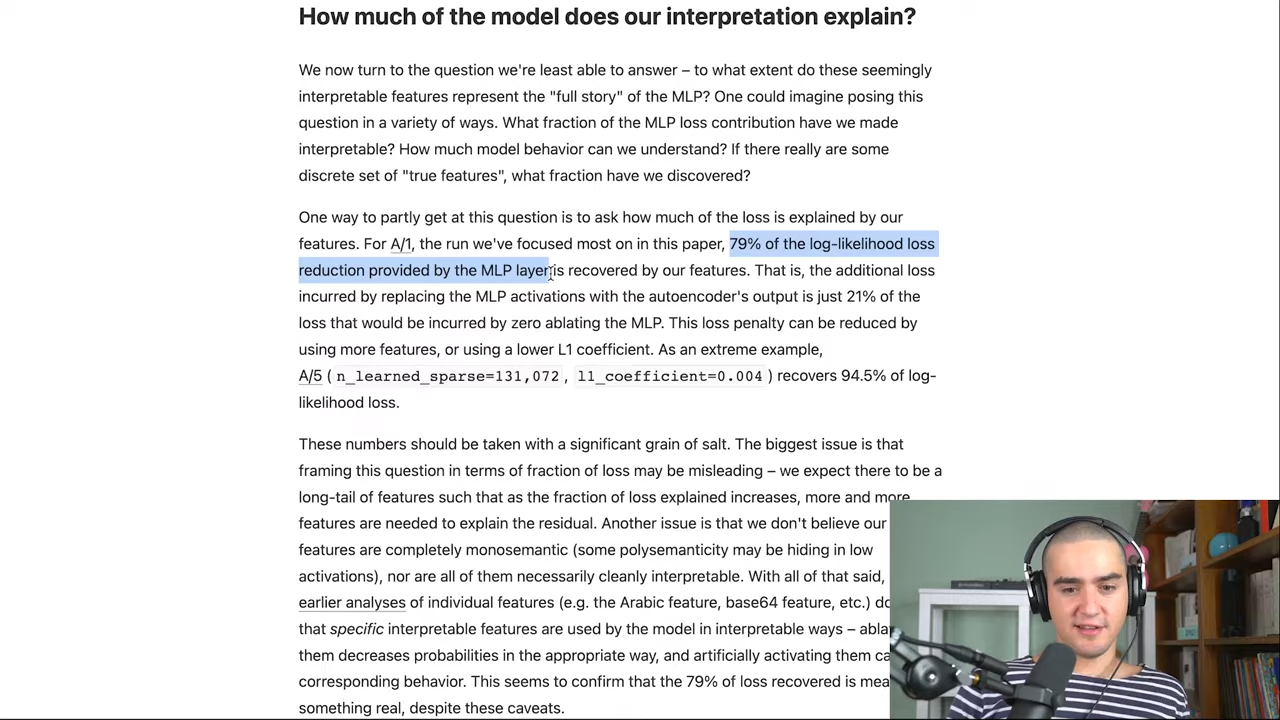 How much of the model does our interpretation explain?
We now turn to the question we're least able to answer – to what extent do these seemingly
interpretable features represent the "full story" of the MLP? One could imagine posing this
question in a variety of ways. What fraction of the MLP loss contribution have we made
interpretable? How much model behavior can we understand? If there really are some
discrete set of "true features", what fraction have we discovered?
One way to partly get at this question is to ask how much of the loss is explained by our
features. For A/1, the run we've focused most on in this paper, 79% of the log-likelihood loss
reduction provided by the MLP layer is recovered by our features. That is, the additional loss
incurred by replacing the MLP activations with the autoencoder's output is just 21% of the
loss that would be incurred by zero ablating the MLP. This loss penalty can be reduced by
using more features, or using a lower L1 coefficient. As an extreme example,
A/5 ( n_learned_sparse=131,072 , l1_coefficient=0.004 ) recovers 94.5% of log-
likelihood loss.
These numbers should be taken with a significant grain of salt. The biggest issue is that
framing this question in terms of fraction of loss may be misleading – we expect there to be a
long-tail of features such that as the fraction of loss explained increases, more and more
features are needed to explain the residual. Another issue is that we don't believe our
features are completely monosemantic (some polysemanticity may be hiding in low
activations), nor are all of them necessarily cleanly interpretable. With all of that said,
earlier analyses of individual features (e.g. the Arabic feature, base64 feature, etc.)
that specific interpretable features are used by the model in interpretable ways –
them decreases probabilities in the appropriate way, and artificially activating them
corresponding behavior. This seems to confirm that the 79% of loss recovered is
something real, despite these caveats.